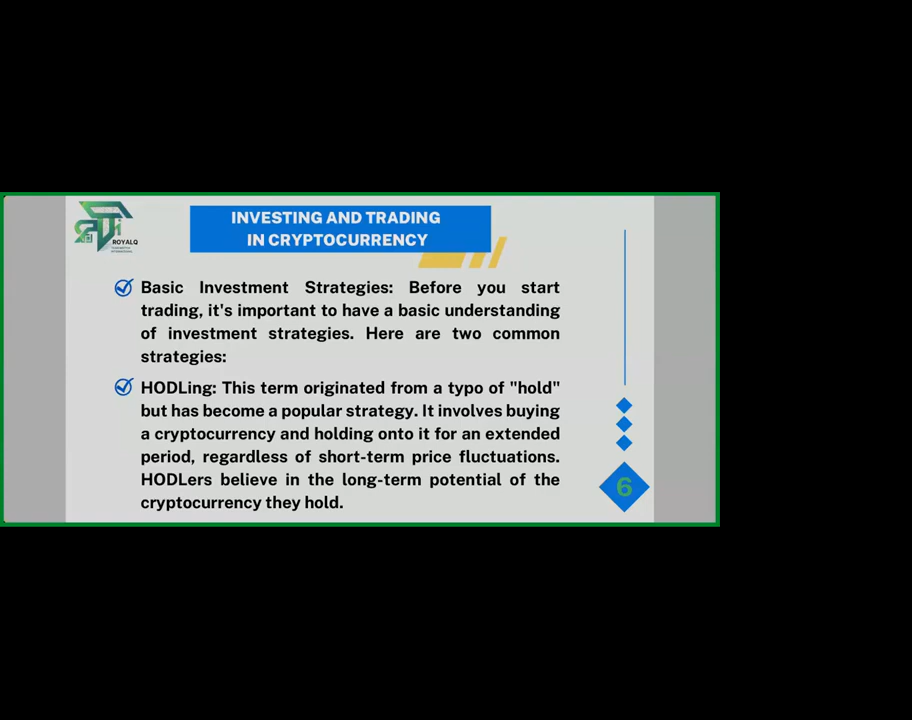 ROYALQ
INVESTING AND TRADING
IN CRYPTOCURRENCY
Basic Investment Strategies: Before you start
trading, it's important to have a basic understanding
of investment strategies. Here are two common
strategies:
HODLing: This term originated from a typo of "hold"
but has become a popular strategy. It involves buying
a cryptocurrency and holding onto it for an extended
period, regardless of short-term price fluctuations.
HODLers believe in the long-term potential of the
cryptocurrency they hold.
6